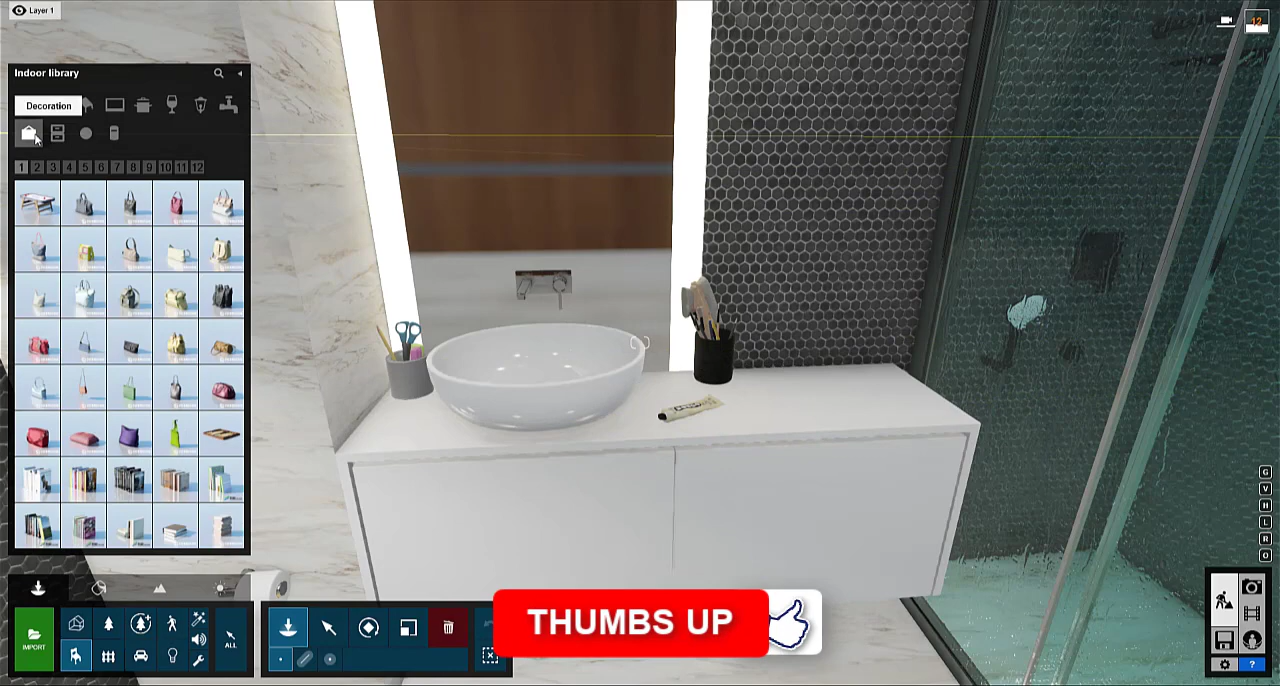 Layer 1
12
Indoor library
Decoration
1 2 3 4 5 6 7 8 9 10 11 12
G
V
H
L
R
O
IMPORT
ALL
THUMBS UP
?